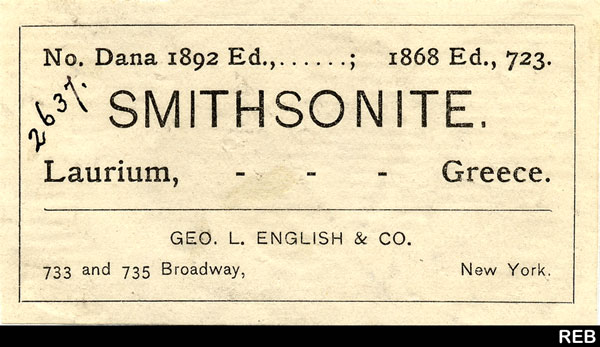 No. Dana 1892 Ed.,......; 1868 Ed., 723.
2637.
SMITHSONITE.
Laurium, - - - Greece.
GEO. L. ENGLISH & CO.
733 and 735 Broadway, New York.
REB